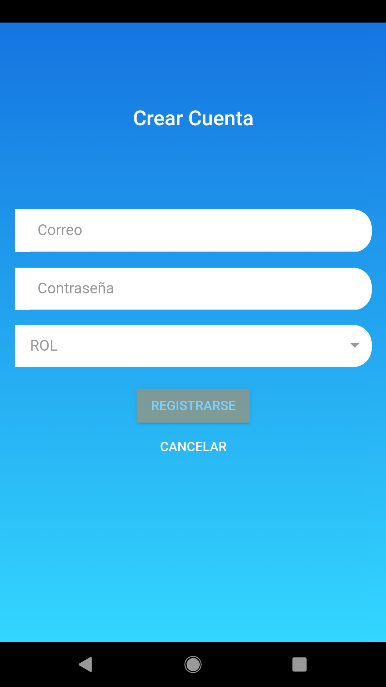 Crear Cuenta
Correo
Contraseña
ROL
REGISTRARSE
CANCELAR